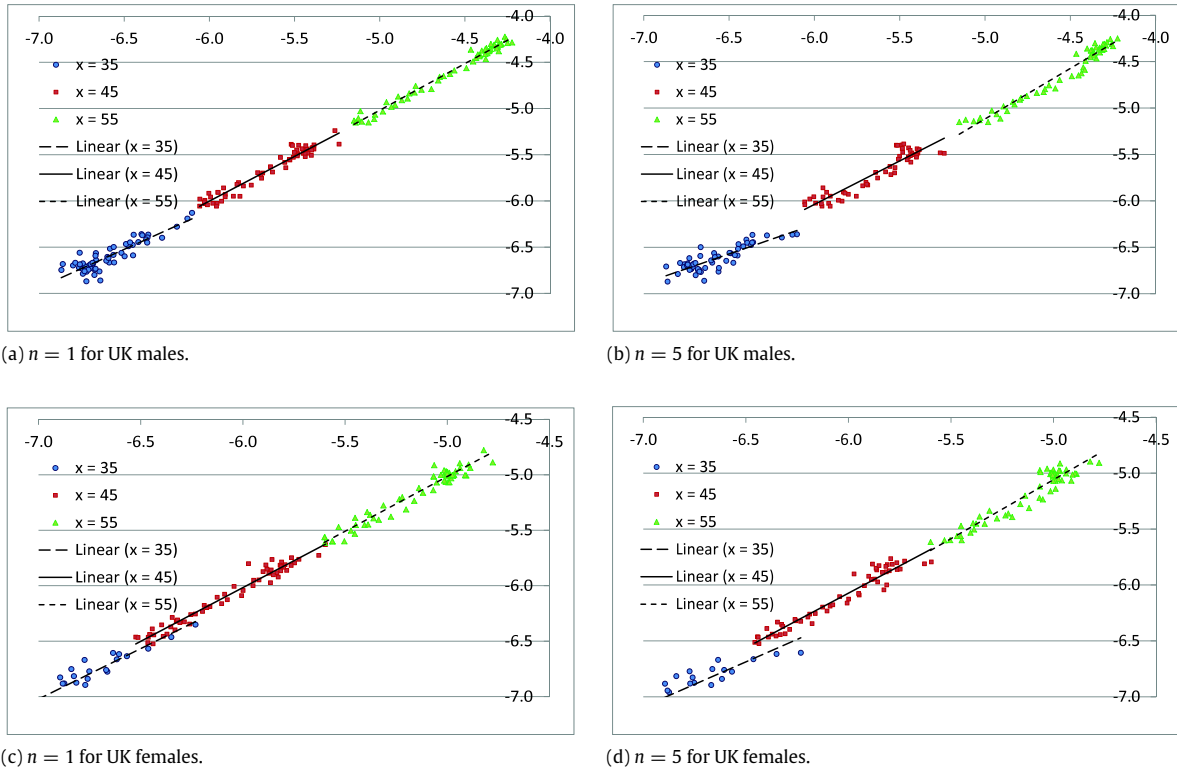 -7.0 -6.5 -6.0 -5.5 -5.0 -4.5 -4.0
-4.0
x = 35
-4.5
x = 45
x = 55
-5.0
Linear (x = 35)
-5.5
Linear (x = 45)
Linear (x = 55)
-6.0
-6.5
-7.0
(a) n = 1 for UK males.
-7.0 -6.5 -6.0 -5.5 -5.0 -4.5 -4.0
-4.0
x = 35
-4.5
x = 45
x = 55
-5.0
Linear (x = 35)
-5.5
Linear (x = 45)
Linear (x = 55)
-6.0
-6.5
-7.0
(b) n = 5 for UK males.
-7.0 -6.5 -6.0 -5.5 -5.0 -4.5
-4.5
x = 35
-5.0
x = 45
x = 55
-5.5
Linear (x = 35)
Linear (x = 45)
-6.0
Linear (x = 55)
-6.5
-7.0
(c) n = 1 for UK females.
-7.0 -6.5 -6.0 -5.5 -5.0 -4.5
-4.5
x = 35
-5.0
x = 45
x = 55
-5.5
Linear (x = 35)
Linear (x = 45)
-6.0
Linear (x = 55)
-6.5
-7.0
(d) n = 5 for UK females.